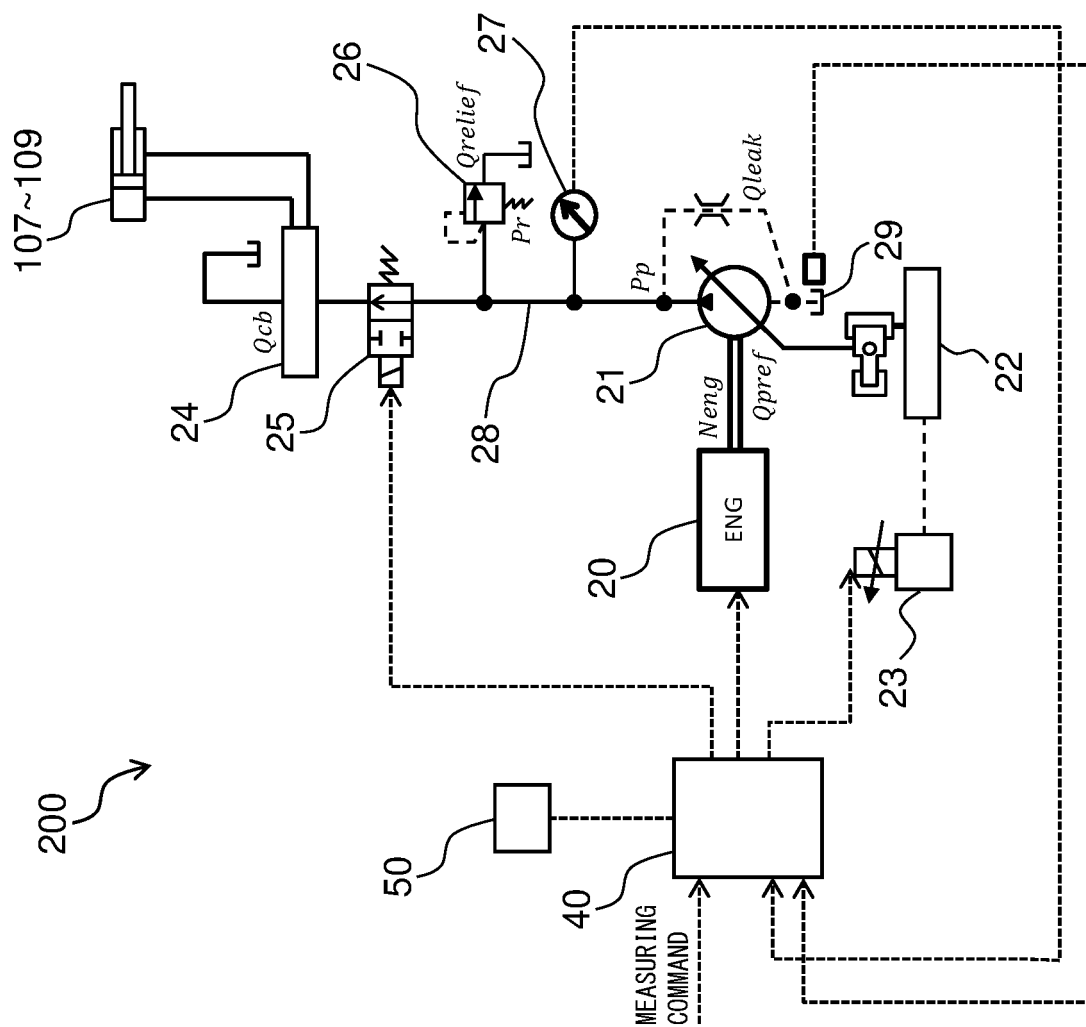 107~109
200
24
Qcb
25
26
Qrelief
27
Pr
28
50
40
20
ENG
21
Pp
Neng
Qpref
Qleak
MEASURING
COMMAND
29
23
22